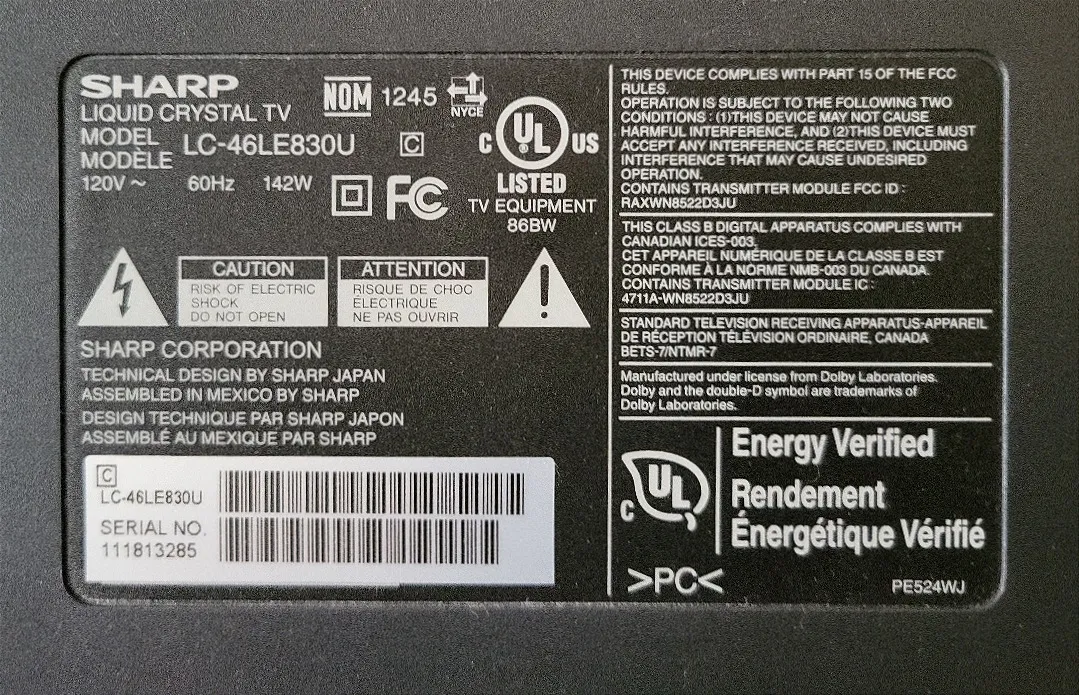 SHARP
LIQUID CRYSTAL TV
MODEL
MODÈLE LC-46LE830U C
120V ~ 60Hz 142W
NOM 1245 NYCE
C UL US
®
LISTED
TV EQUIPMENT
86BW
FC
CAUTION
RISK OF ELECTRIC
SHOCK
DO NOT OPEN
ATTENTION
RISQUE DE CHOC
ÉLECTRIQUE
NE PAS OUVRIR
SHARP CORPORATION
TECHNICAL DESIGN BY SHARP JAPAN
ASSEMBLED IN MEXICO BY SHARP
DESIGN TECHNIQUE PAR SHARP JAPON
ASSEMBLÉ AU MEXIQUE PAR SHARP
C
LC-46LE830U
SERIAL NO.
111813285
THIS DEVICE COMPLIES WITH PART 15 OF THE FCC
RULES.
OPERATION IS SUBJECT TO THE FOLLOWING TWO
CONDITIONS : (1)THIS DEVICE MAY NOT CAUSE
HARMFUL INTERFERENCE, AND (2)THIS DEVICE MUST
ACCEPT ANY INTERFERENCE RECEIVED, INCLUDING
INTERFERENCE THAT MAY CAUSE UNDESIRED
OPERATION.
CONTAINS TRANSMITTER MODULE FCC ID :
RAXWN8522D3JU
THIS CLASS B DIGITAL APPARATUS COMPLIES WITH
CANADIAN ICES-003.
CET APPAREIL NUMÉRIQUE DE LA CLASSE B EST
CONFORME À LA NORME NMB-003 DU CANADA.
CONTAINS TRANSMITTER MODULE IC :
4711A-WN8522D3JU
STANDARD TELEVISION RECEIVING APPARATUS-APPAREIL
DE RÉCEPTION TÉLÉVISION ORDINAIRE, CANADA
BETS-7/NTMR-7
Manufactured under license from Dolby Laboratories.
Dolby and the double-D symbol are trademarks of
Dolby Laboratories.
C UL
Energy Verified
Rendement
Énergétique Vérifié
>PC<
PE524WJ